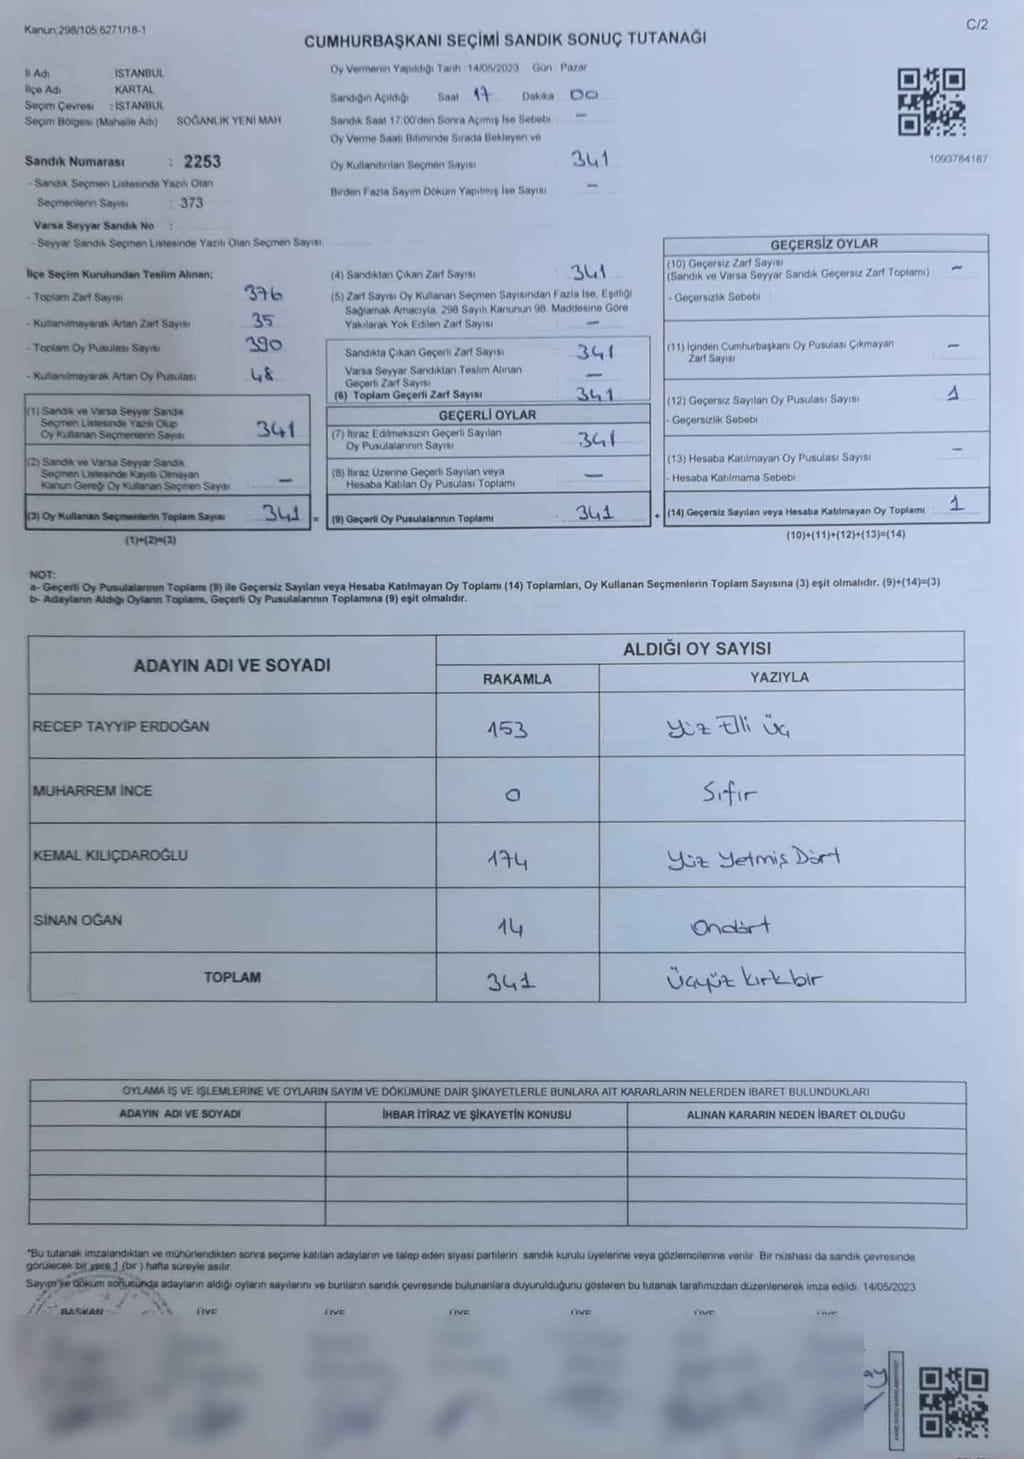 Kanun:298/105 6271/18-1
C/2
CUMHURBAŞKANI SEÇİMİ SANDIK SONUÇ TUTANAĞI
İl Adı : İSTANBUL
İlçe Adı : KARTAL
Seçim Çevresi : İSTANBUL
Seçim Bölgesi (Mahalle Adı) SOĞANLIK YENİ MAH
Sandık Numarası : 2253
- Sandık Seçmen Listesinde Yazılı Olan
Seçmenlerin Sayısı : 373
Varsa Seyyar Sandık No :
- Seyyar Sandık Seçmen Listesinde Yazılı Olan Seçmen Sayısı:
Oy Vermenin Yapıldığı Tarih : 14/05/2023 Gün : Pazar
Sandığın Açıldığı Saat 17 Dakika 00
Sandık Saat 17.00'den Sonra Açımış İse Sebebi : —
Oy Verme Saati Bitiminde Sırada Bekleyen ve
Oy Kullandırılan Seçmen Sayısı 341
Birden Fazla Sayım Döküm Yapılmış İse Sayısı —
1093784187
İlçe Seçim Kurulundan Teslim Alınan;
- Toplam Zarf Sayısı : 376
- Kullanılmayarak Artan Zarf Sayısı : 35
- Toplam Oy Pusulası Sayısı : 390
- Kullanılmayarak Artan Oy Pusulası : 48
(1) Sandık ve Varsa Seyyar Sandık
Seçmen Listesinde Yazılı Olup
Oy Kullanan Seçmenlerin Sayısı 341
(2) Sandık ve Varsa Seyyar Sandık
Seçmen Listesinde Kayıtlı Olmayan
Kanun Gereği Oy Kullanan Seçmen Sayısı —
(3) Oy Kullanan Seçmenlerin Toplam Sayısı : 341 =
(1)+(2)=(3)
(4) Sandıktan Çıkan Zarf Sayısı : 341
(5) Zarf Sayısı Oy Kullanan Seçmen Sayısından Fazla İse, Eşitliği
Sağlamak Amacıyla, 298 Sayılı Kanunun 98. Maddesine Göre
Yakılarak Yok Edilen Zarf Sayısı : —
Sandıkta Çıkan Geçerli Zarf Sayısı : 341
Varsa Seyyar Sandıktan Teslim Alınan
Geçerli Zarf Sayısı —
(6) Toplam Geçerli Zarf Sayısı : 341
GEÇERLİ OYLAR
(7) İtiraz Edilmeksizin Geçerli Sayılan
Oy Pusulalarının Sayısı : 341
(8) İtiraz Üzerine Geçerli Sayılan veya
Hesaba Katılan Oy Pusulası Toplamı : —
(9) Geçerli Oy Pusulalarının Toplamı : 341 +
GEÇERSİZ OYLAR
(10) Geçersiz Zarf Sayısı —
(Sandık ve Varsa Seyyar Sandık Geçersiz Zarf Toplamı) :
- Geçersizlik Sebebi :
(11) İçinden Cumhurbaşkanı Oy Pusulası Çıkmayan
Zarf Sayısı —
(12) Geçersiz Sayılan Oy Pusulası Sayısı : 1
- Geçersizlik Sebebi :
(13) Hesaba Katılmayan Oy Pusulası Sayısı : —
- Hesaba Katılmama Sebebi :
(14) Geçersiz Sayılan veya Hesaba Katılmayan Oy Toplamı : 1
(10)+(11)+(12)+(13)=(14)
NOT:
a- Geçerli Oy Pusulalarının Toplamı (9) ile Geçersiz Sayılan veya Hesaba Katılmayan Oy Toplamı (14) Toplamları, Oy Kullanan Seçmenlerin Toplam Sayısına (3) eşit olmalıdır. (9)+(14)=(3)
b- Adayların Aldığı Oyların Toplamı, Geçerli Oy Pusulalarının Toplamına (9) eşit olmalıdır.
ADAYIN ADI VE SOYADI ALDIĞI OY SAYISI
RAKAMLA YAZIYLA
RECEP TAYYİP ERDOĞAN 153 Yüz Elli Üç
MUHARREM İNCE 0 Sıfır
KEMAL KILIÇDAROĞLU 174 Yüz Yetmiş Dört
SİNAN OĞAN 14 Ondört
TOPLAM 341 Üçyüz kırkbir
OYLAMA İŞ VE İŞLEMLERİNE VE OYLARIN SAYIM VE DÖKÜMÜNE DAİR ŞİKAYETLERLE BUNLARA AİT KARARLARIN NELERDEN İBARET BULUNDUKLARI
ADAYIN ADI VE SOYADI İHBAR İTİRAZ VE ŞİKAYETİN KONUSU ALINAN KARARIN NEDEN İBARET OLDUĞU
*Bu tutanak imzalandıktan ve mühürlendikten sonra seçime katılan adayların ve talep eden siyasi partilerin sandık kurulu üyelerine veya gözlemcilerine verilir. Bir nüshası da sandık çevresinde
görülecek bir yere 1 (bir ) hafta süreyle asılır.
Sayım ve döküm sonucunda adayların aldığı oyların sayılarını ve bunların sandık çevresinde bulunanlara duyurulduğunu gösteren bu tutanak tarafımızdan düzenlenerek imza edildi 14/05/2023
BAŞKAN ÜYE ÜYE ÜYE ÜYE ÜYE ÜYE